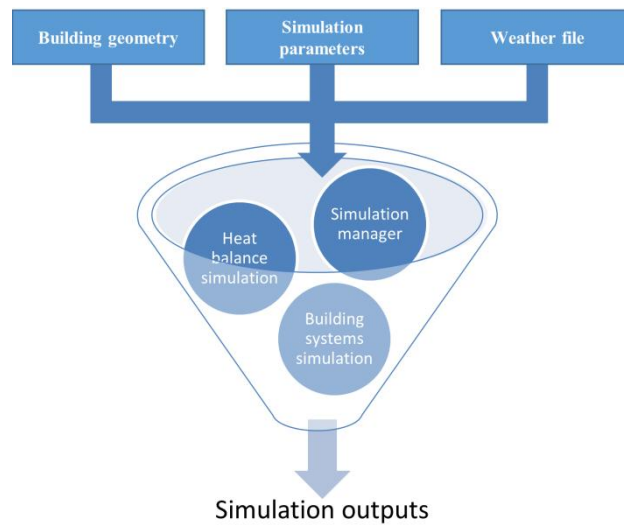 Building geometry
Simulation
parameters
Weather file
Simulation
manager
Heat
balance
simulation
Building
systems
simulation
Simulation outputs